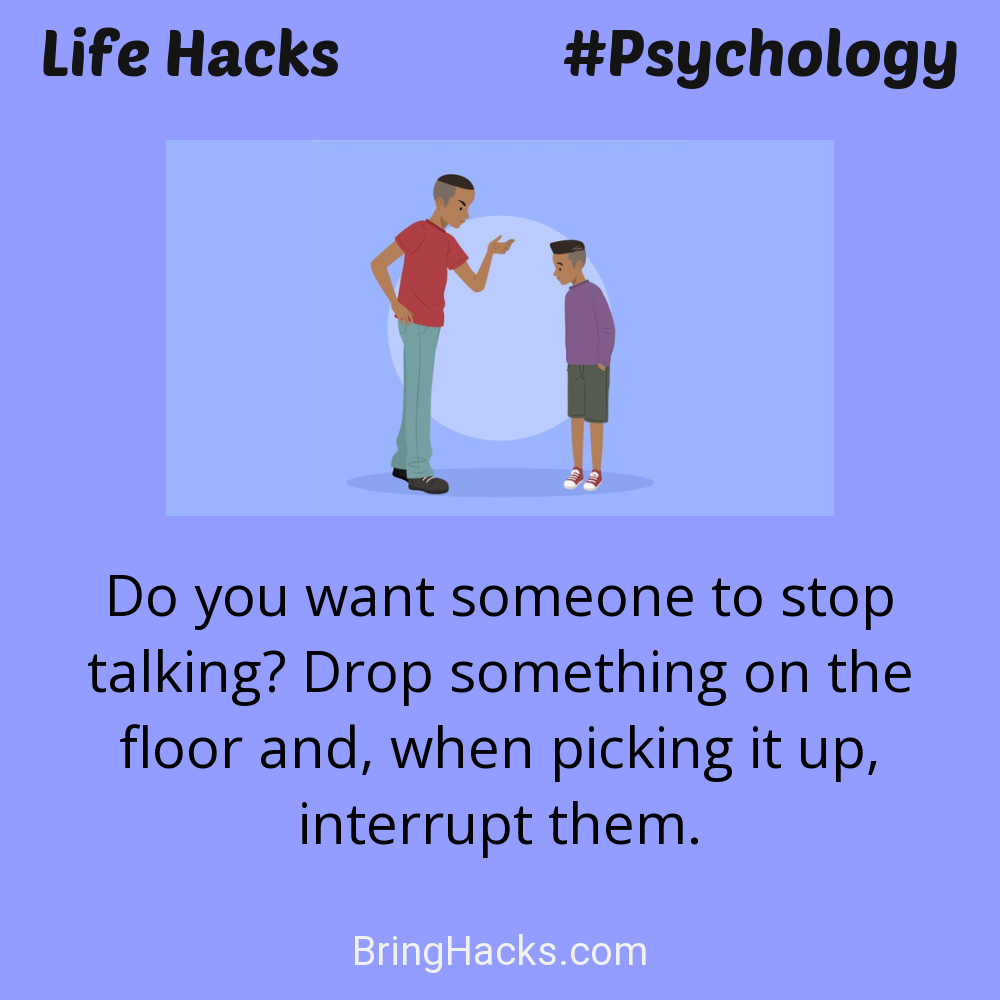 Life Hacks #Psychology
Do you want someone to stop
talking? Drop something on the
floor and, when picking it up,
interrupt them.
BringHacks.com